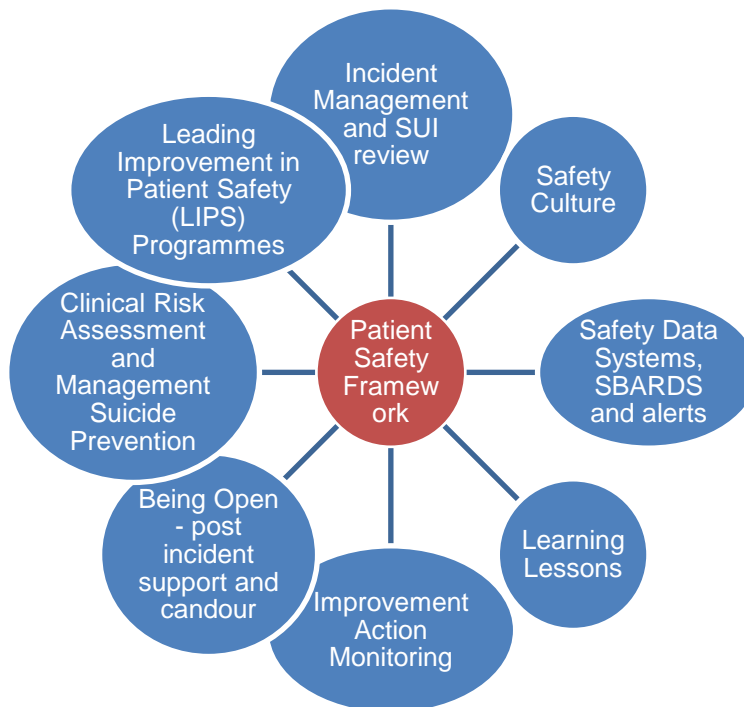 Incident
Management
and SUI
review
Safety
Culture
Safety Data
Systems,
SBARDS
and alerts
Learning
Lessons
Improvement
Action
Monitoring
Being Open
- post
incident
support and
candour
Clinical Risk
Assessment
and
Management
Suicide
Prevention
Leading
Improvement in
Patient Safety
(LIPS)
Programmes
Patient
Safety
Framew
ork